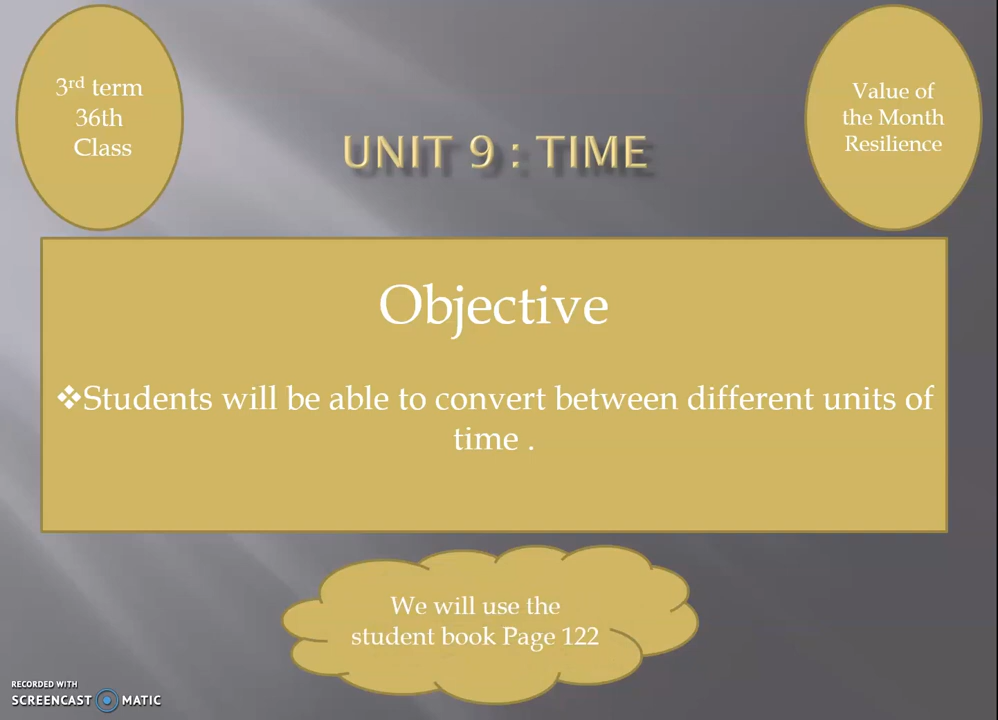 3rd term
36th
Class
Value of
the Month
Resilience
UNIT 9 : TIME
Objective
❖Students will be able to convert between different units of
time .
We will use the
student book Page 122
RECORDED WITH
SCREENCAST MATIC